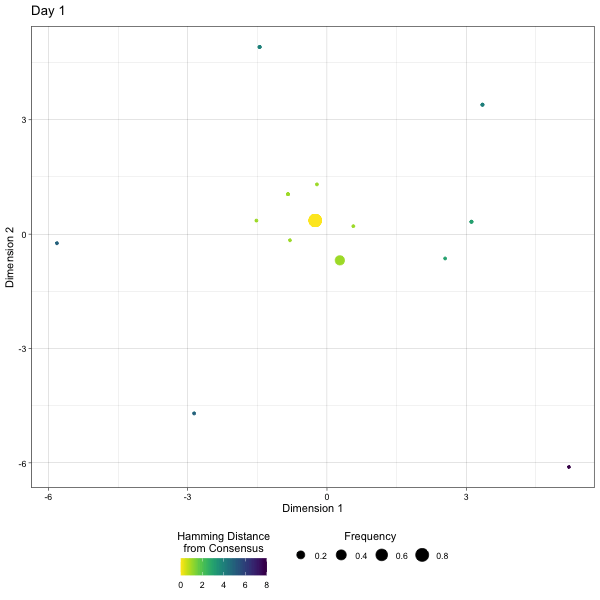 Day 1
Dimension 2
3
0
-3
-6
-6
-3
0
3
Dimension 1
Hamming Distance
from Consensus
0 2 4 6 8
Frequency
0.2 0.4 0.6 0.8